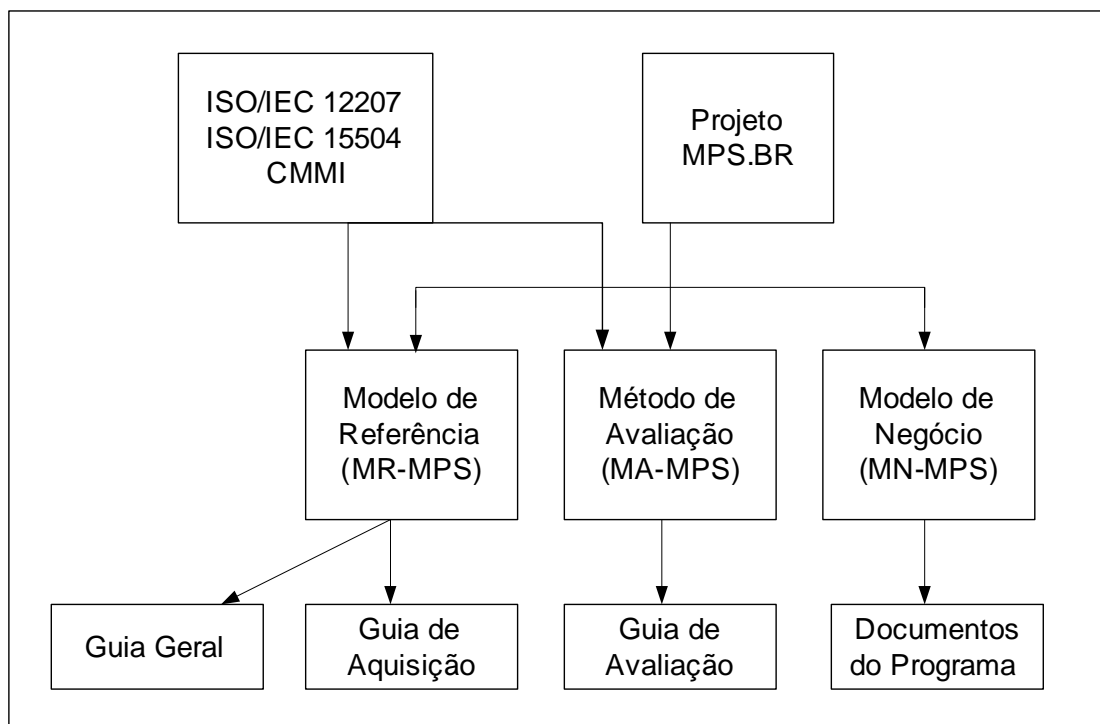 ISO/IEC 12207
ISO/IEC 15504
CMMI
Projeto
MPS.BR
Modelo de
Referência
(MR-MPS)
Método de
Avaliação
(MA-MPS)
Modelo de
Negócio
(MN-MPS)
Guia Geral
Guia de
Aquisição
Guia de
Avaliação
Documentos
do Programa